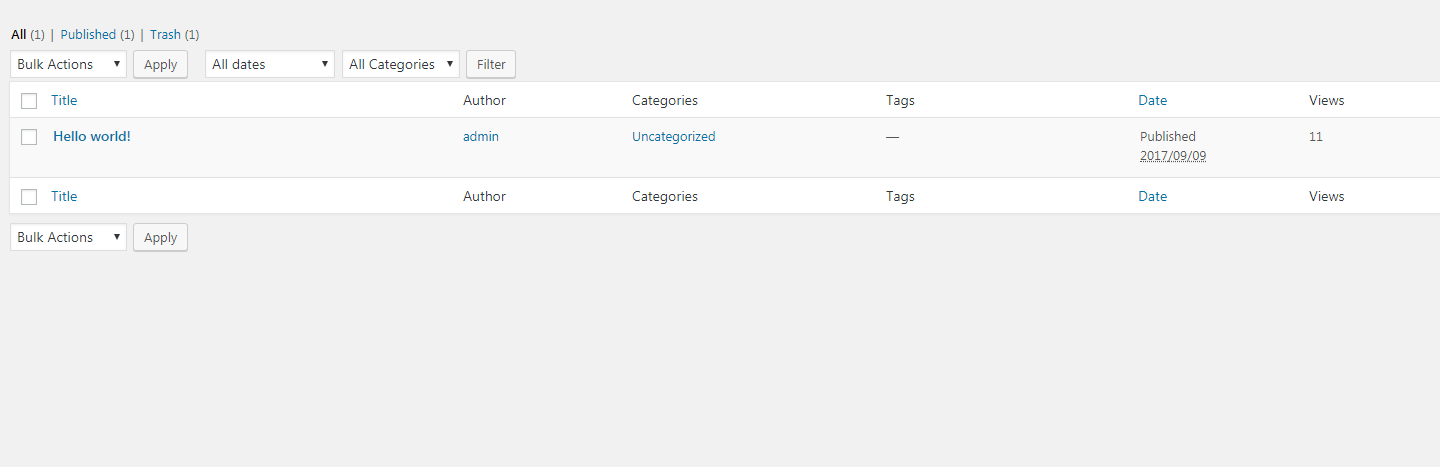 All (1) | Published (1) | Trash (1)
Bulk Actions Apply All dates All Categories Filter
Title Author Categories Tags Date Views
Hello world! admin Uncategorized — Published 11
2017/09/09
Title Author Categories Tags Date Views
Bulk Actions Apply